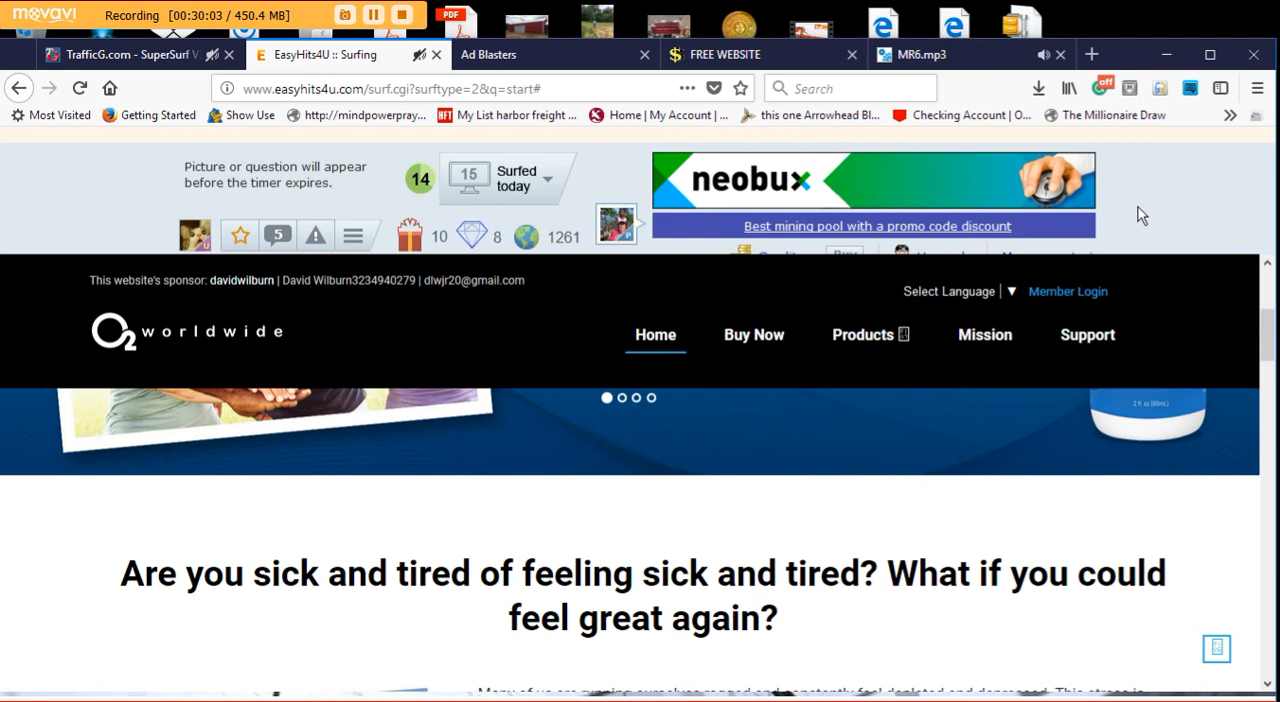 movavi Recording [00:30:03 / 450.4 MB]
PDF
TrafficG.com - SuperSurf V
EasyHits4U :: Surfing
Ad Blasters
FREE WEBSITE
MR6.mp3
www.easyhits4u.com/surf.cgi?surftype=2&q=start#
Search
off
Most Visited
Getting Started
Show Use
http://mindpowerpray...
My List harbor freight ...
Home | My Account | ...
this one Arrowhead Bl...
Checking Account | O...
The Millionaire Draw
Picture or question will appear
before the timer expires.
14
15
Surfed
today
neobux
Best mining pool with a promo code discount
5
10
8
1261
This website's sponsor: davidwilburn | David Wilburn3234940279 | dlwjr20@gmail.com
Select Language
Member Login
O2 worldwide
Home
Buy Now
Products
Mission
Support
2 fl oz (60mL)
Are you sick and tired of feeling sick and tired? What if you could
feel great again?